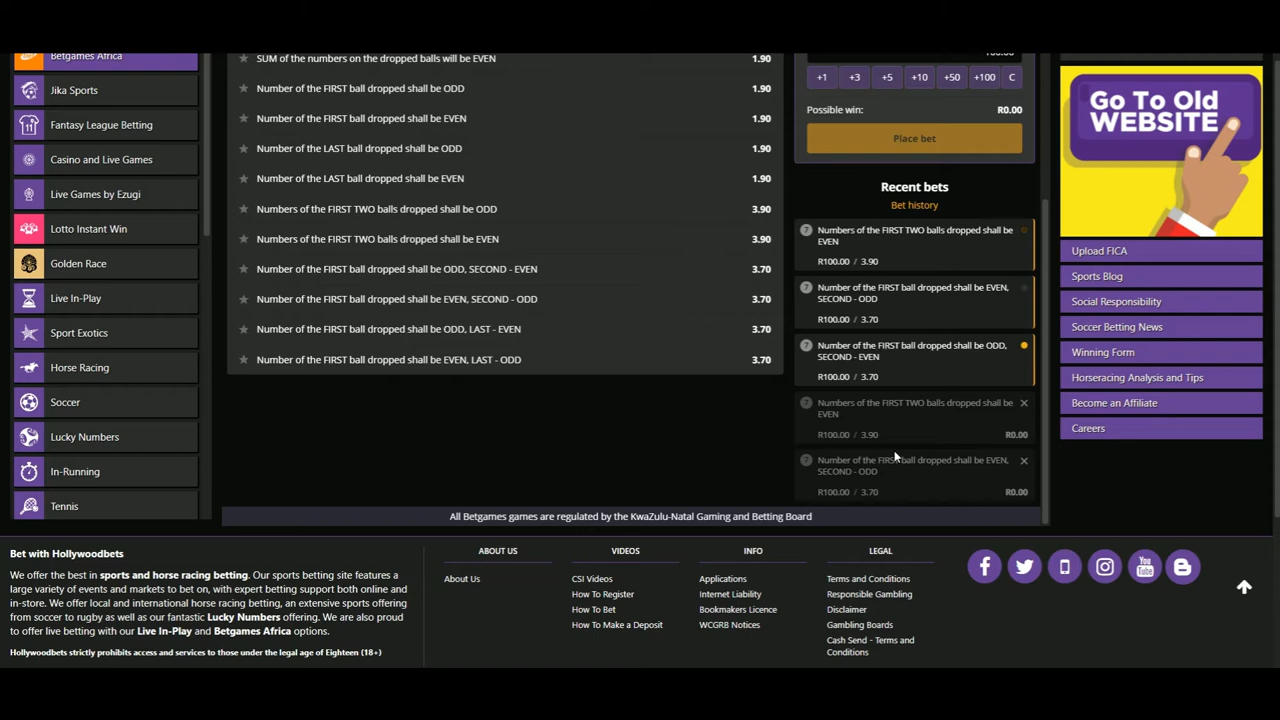 Betgames Africa
Jika Sports
Fantasy League Betting
Casino and Live Games
Live Games by Ezugi
Lotto Instant Win
Golden Race
Live In-Play
Sport Exotics
Horse Racing
Soccer
Lucky Numbers
In-Running
Tennis
SUM of the numbers on the dropped balls will be EVEN 1.90
Number of the FIRST ball dropped shall be ODD 1.90
Number of the FIRST ball dropped shall be EVEN 1.90
Number of the LAST ball dropped shall be ODD 1.90
Number of the LAST ball dropped shall be EVEN 1.90
Numbers of the FIRST TWO balls dropped shall be ODD 3.90
Numbers of the FIRST TWO balls dropped shall be EVEN 3.90
Number of the FIRST ball dropped shall be ODD, SECOND - EVEN 3.70
Number of the FIRST ball dropped shall be EVEN, SECOND - ODD 3.70
Number of the FIRST ball dropped shall be ODD, LAST - EVEN 3.70
Number of the FIRST ball dropped shall be EVEN, LAST - ODD 3.70
+1 +3 +5 +10 +50 +100 C
Possible win: R0.00
Place bet
Recent bets
Bet history
Numbers of the FIRST TWO balls dropped shall be
EVEN
R100.00 / 3.90
Number of the FIRST ball dropped shall be EVEN,
SECOND - ODD
R100.00 / 3.70
Number of the FIRST ball dropped shall be ODD,
SECOND - EVEN
R100.00 / 3.70
Numbers of the FIRST TWO balls dropped shall be
EVEN
R100.00 / 3.90 R0.00
Number of the FIRST ball dropped shall be EVEN,
SECOND - ODD
R100.00 / 3.70 R0.00
Go To Old
WEBSITE
Upload FICA
Sports Blog
Social Responsibility
Soccer Betting News
Winning Form
Horseracing Analysis and Tips
Become an Affiliate
Careers
All Betgames games are regulated by the KwaZulu-Natal Gaming and Betting Board
Bet with Hollywoodbets
We offer the best in sports and horse racing betting. Our sports betting site features a
large variety of events and markets to bet on, with expert betting support both online and
in-store. We offer local and international horse racing betting, an extensive sports offering
from soccer to rugby as well as our fantastic Lucky Numbers offering. We are also proud
to offer live betting with our Live In-Play and Betgames Africa options.
Hollywoodbets strictly prohibits access and services to those under the legal age of Eighteen (18+)
ABOUT US
About Us
VIDEOS
CSI Videos
How To Register
How To Bet
How To Make a Deposit
INFO
Applications
Internet Liability
Bookmakers Licence
WCGRB Notices
LEGAL
Terms and Conditions
Responsible Gambling
Disclaimer
Gambling Boards
Cash Send - Terms and
Conditions
You
Tube